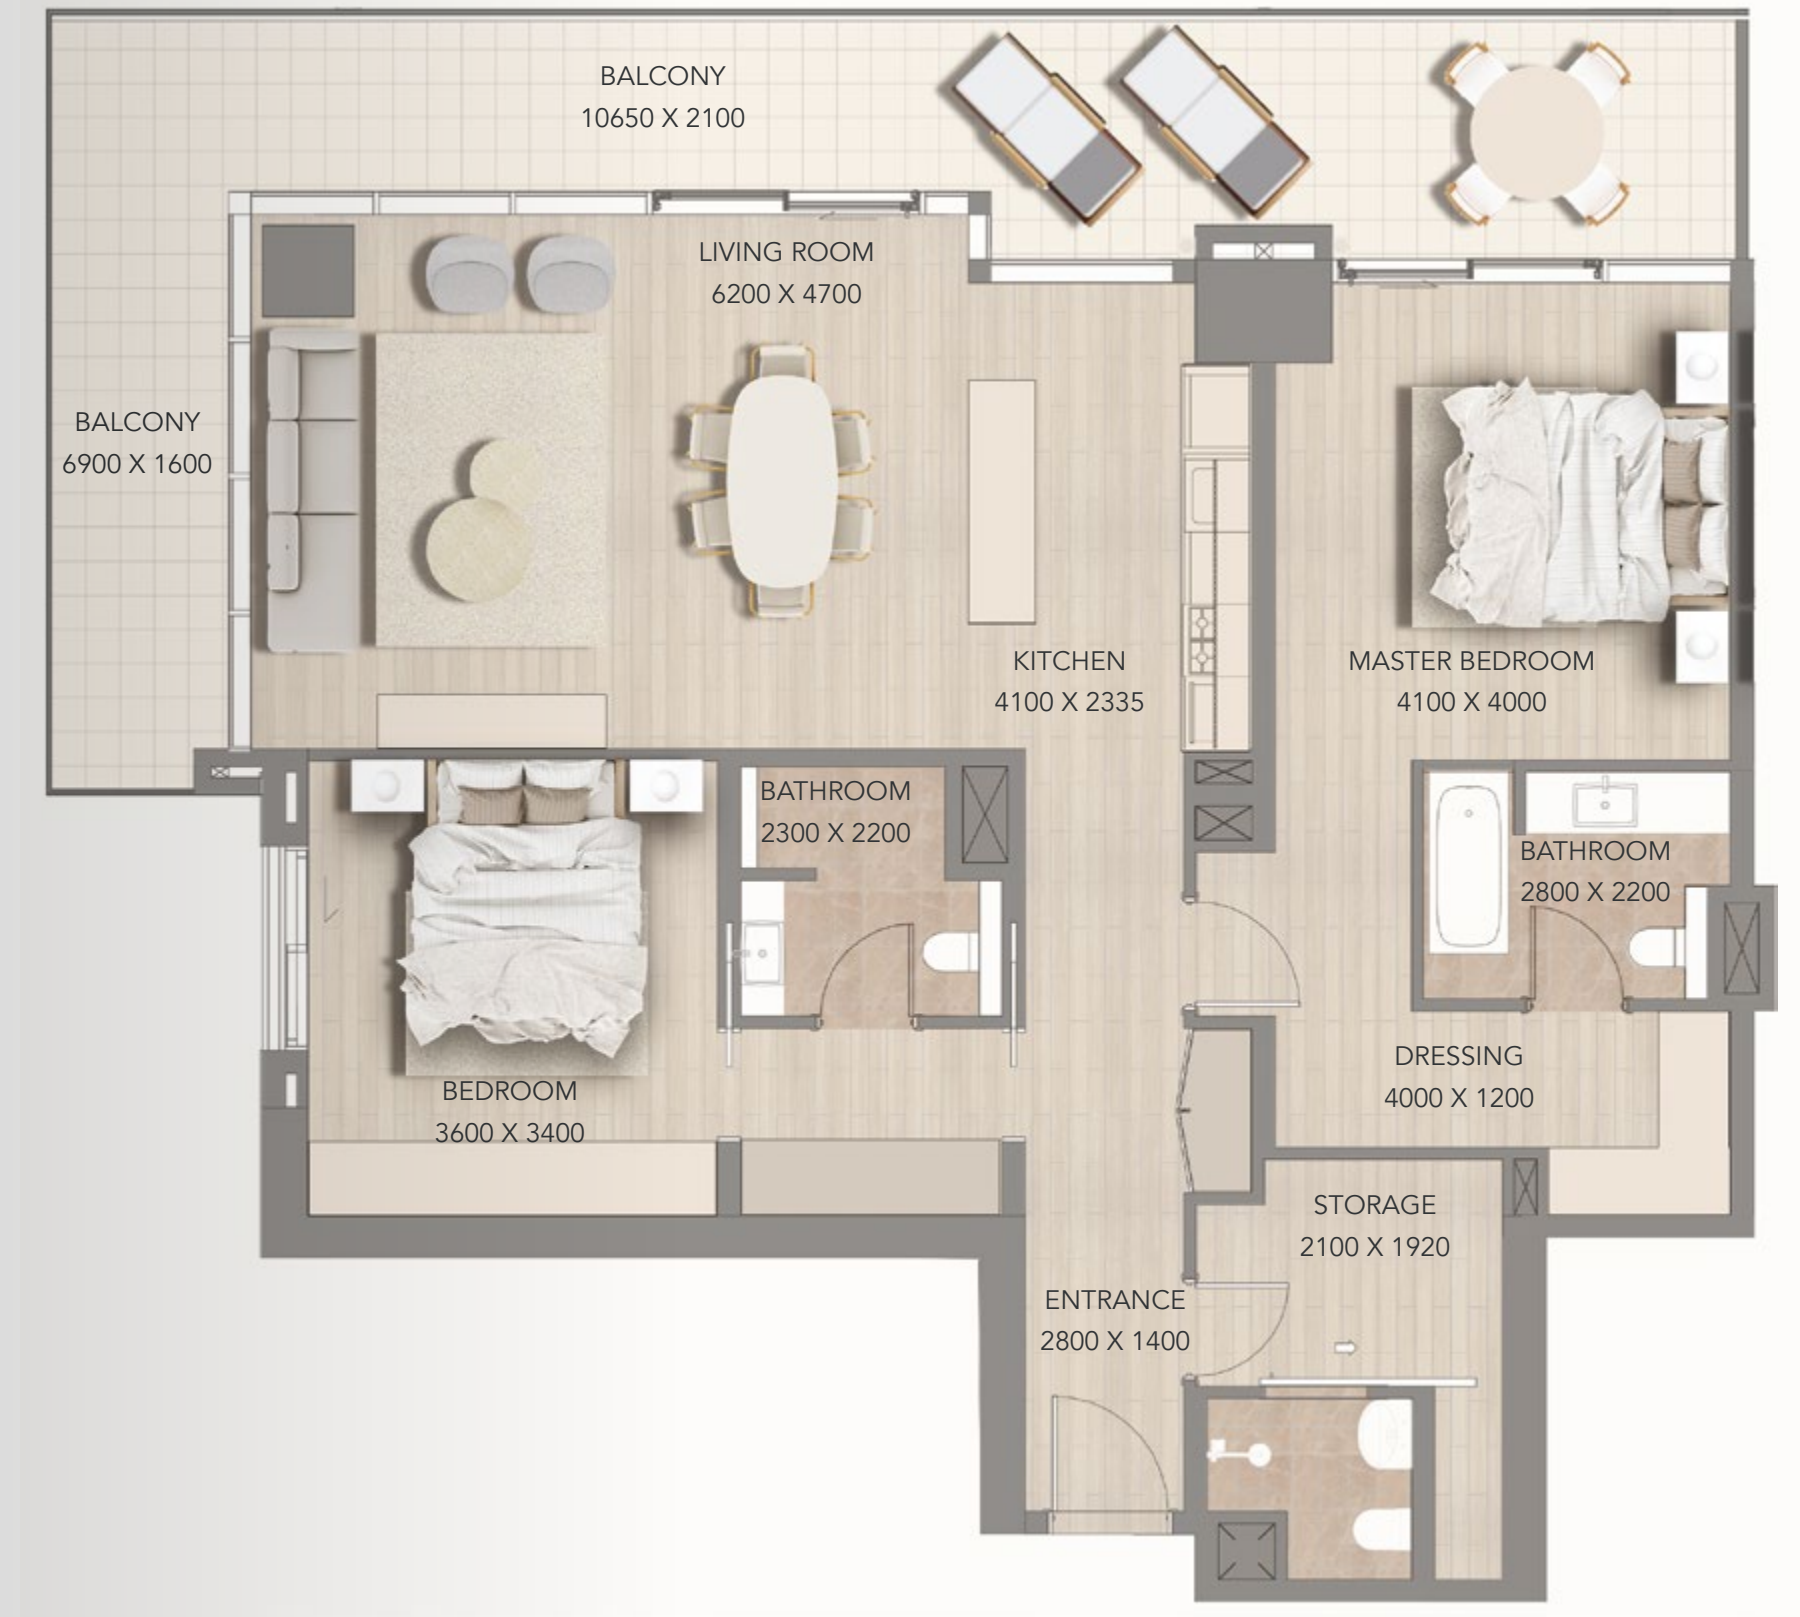 BALCONY
10650 X 2100
LIVING ROOM
6200 X 4700
BALCONY
6900 X 1600
KITCHEN
4100 X 2335
MASTER BEDROOM
4100 X 4000
BATHROOM
2300 X 2200
BATHROOM
2800 X 2200
DRESSING
4000 X 1200
BEDROOM
3600 X 3400
STORAGE
2100 X 1920
ENTRANCE
2800 X 1400